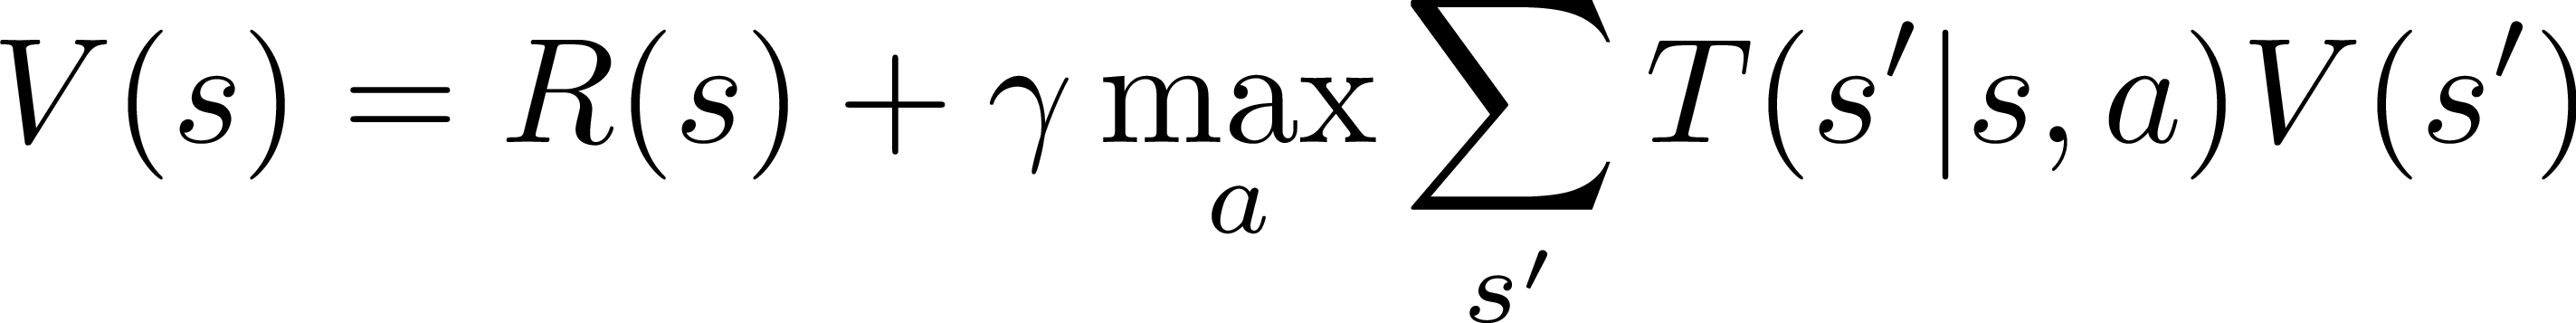 V(s) = R(s) + γ max_a ∑_{s′} T(s′|s, a)V(s′)